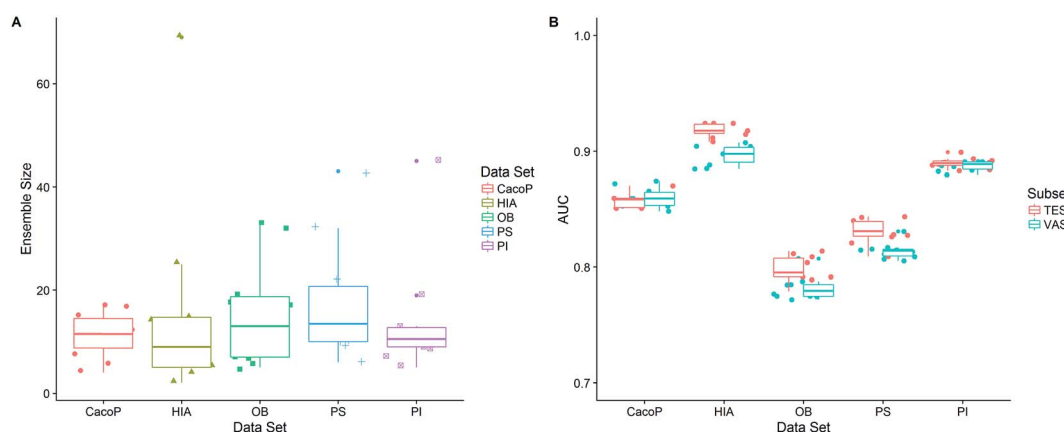 A
Ensemble Size
60
40
20
0
CacoP HIA OB PS PI
Data Set
Data Set
CacoP
HIA
OB
PS
PI
B
AUC
1.0
0.9
0.8
0.7
CacoP HIA OB PS PI
Data Set
Subse
TES
VAS